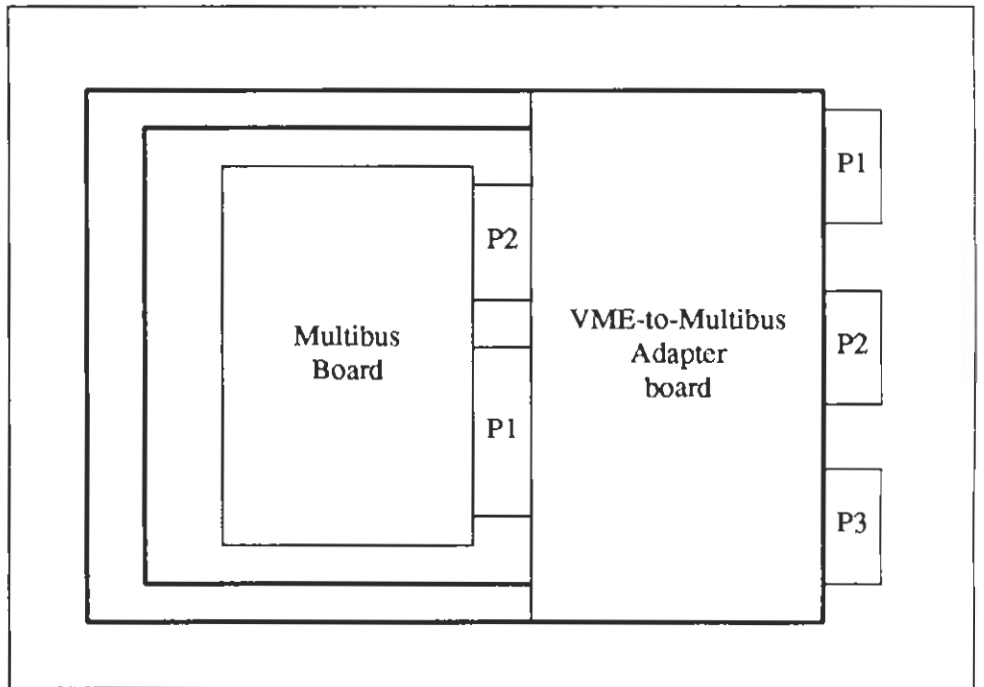 Multibus
Board
P2
P1
VME-to-Multibus
Adapter
board
P1
P2
P3